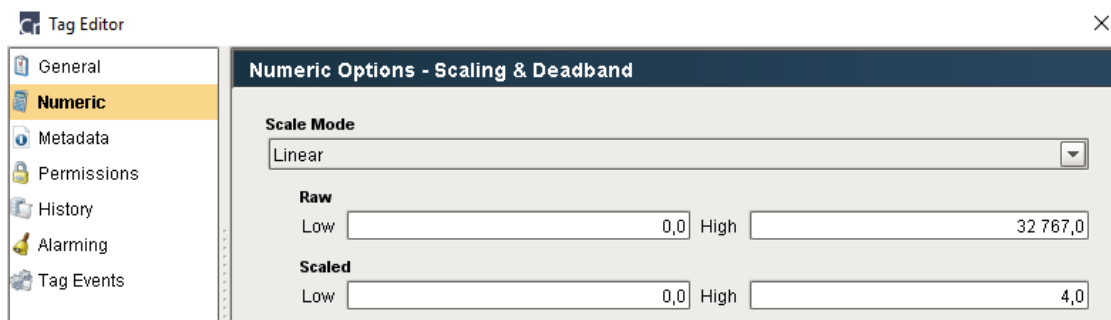 Cr Tag Editor
General
Numeric
Metadata
Permissions
History
Alarming
Tag Events
Numeric Options - Scaling & Deadband
Scale Mode
Linear
Raw
Low 0,0 High 32 767,0
Scaled
Low 0,0 High 4,0